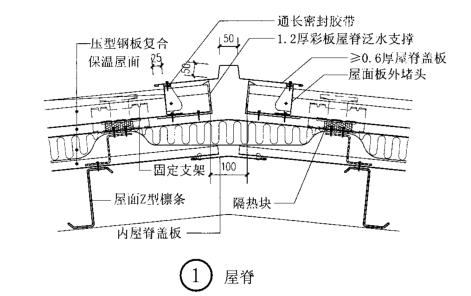 通长密封胶带
50
1.2厚彩板屋脊泛水支撑
压型钢板复合
保温屋面
25
50
≥0.6厚屋脊盖板
屋面板外堵头
固定支架
100
屋面Z型檩条
隔热块
内屋脊盖板
1 屋脊